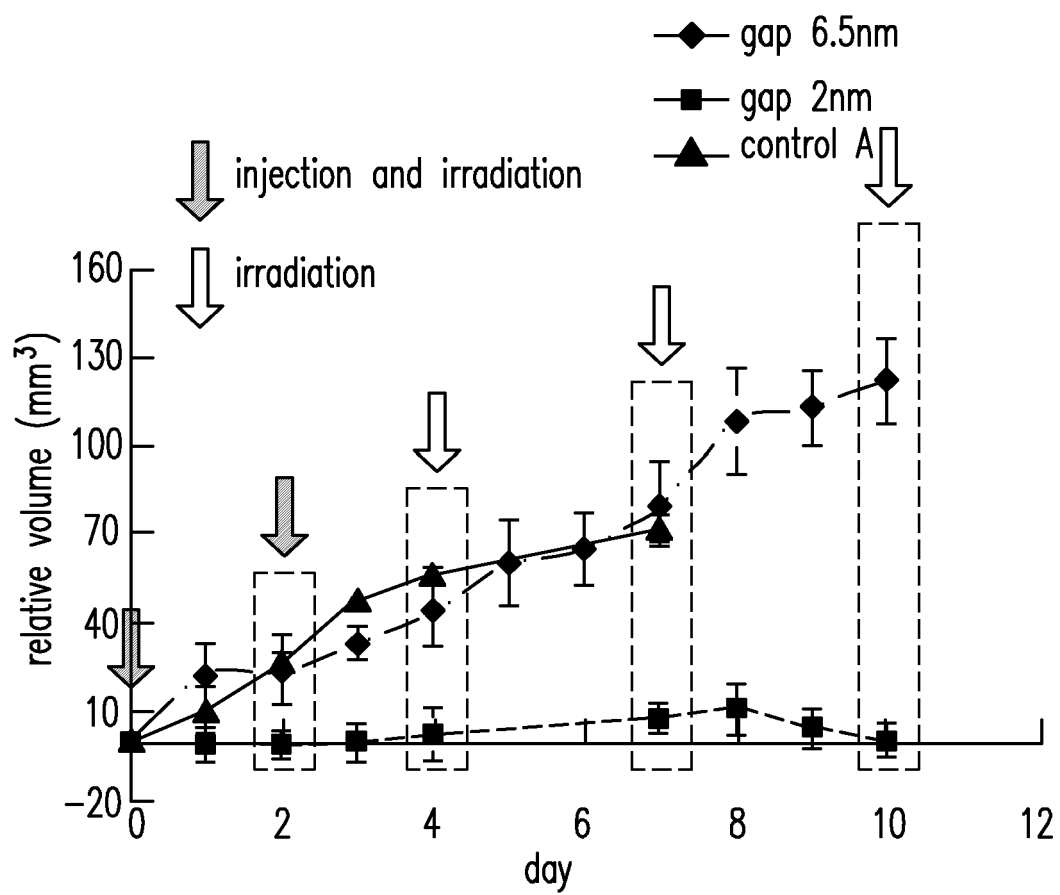 gap 6.5nm
gap 2nm
control A
injection and irradiation
irradiation
relative volume (mm³)
160
130
100
70
40
10
-20
0 2 4 6 8 10 12
day